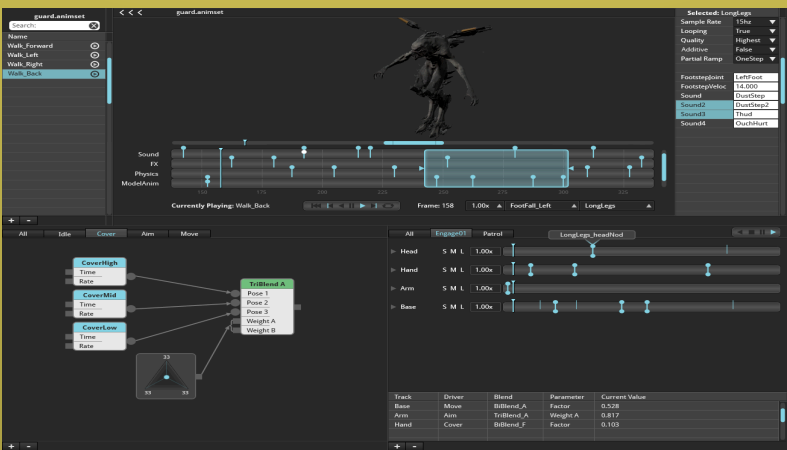 guard.animset
Search:
Name
Walk_Forward
Walk_Left
Walk_Right
Walk_Back
+ -
< < < guard.animset
Sound
FX
Physics
ModelAnim
150 175 200 225 250 275 300 325
Currently Playing: Walk_Back Frame: 158 1.00x FootFall_Left LongLegs
Selected: LongLegs
Sample Rate 15hz
Looping True
Quality Highest
Additive False
Partial Ramp OneStep
FootstepJoint LeftFoot
FootstepVeloc 14.000
Sound DustStep
Sound2 DustStep2
Sound3 Thud
Sound4 OuchHurt
All Idle Cover Aim Move
CoverHigh
Time
Rate
CoverMid
Time
Rate
CoverLow
Time
Rate
TriBlend A
Pose 1
Pose 2
Pose 3
Weight A
Weight B
33
33 33
+ -
All Engage01 Patrol LongLegs_headNod
Head S M L 1.00x
Hand S M L 1.00x
Arm S M L 1.00x
Base S M L 1.00x
Track Driver Blend Parameter Current Value
Base Move BiBlend_A Factor 0.528
Arm Aim TriBlend_A Weight A 0.817
Hand Cover BiBlend_F Factor 0.103
+ -